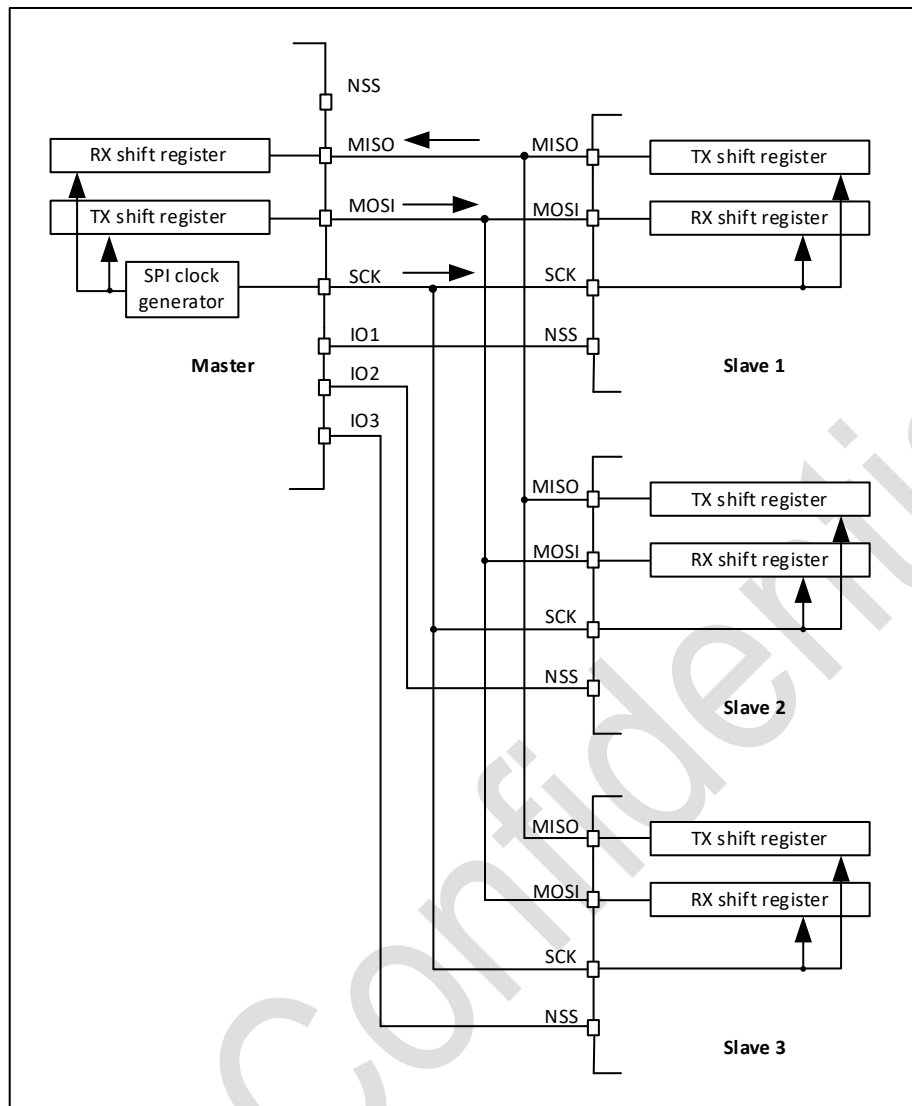 NSS
RX shift register
MISO
MISO
TX shift register
TX shift register
MOSI
MOSI
RX shift register
SPI clock
generator
SCK
SCK
IO1
NSS
Master
Slave 1
IO2
IO3
MISO
TX shift register
MOSI
RX shift register
SCK
NSS
Slave 2
MISO
TX shift register
MOSI
RX shift register
SCK
NSS
Slave 3